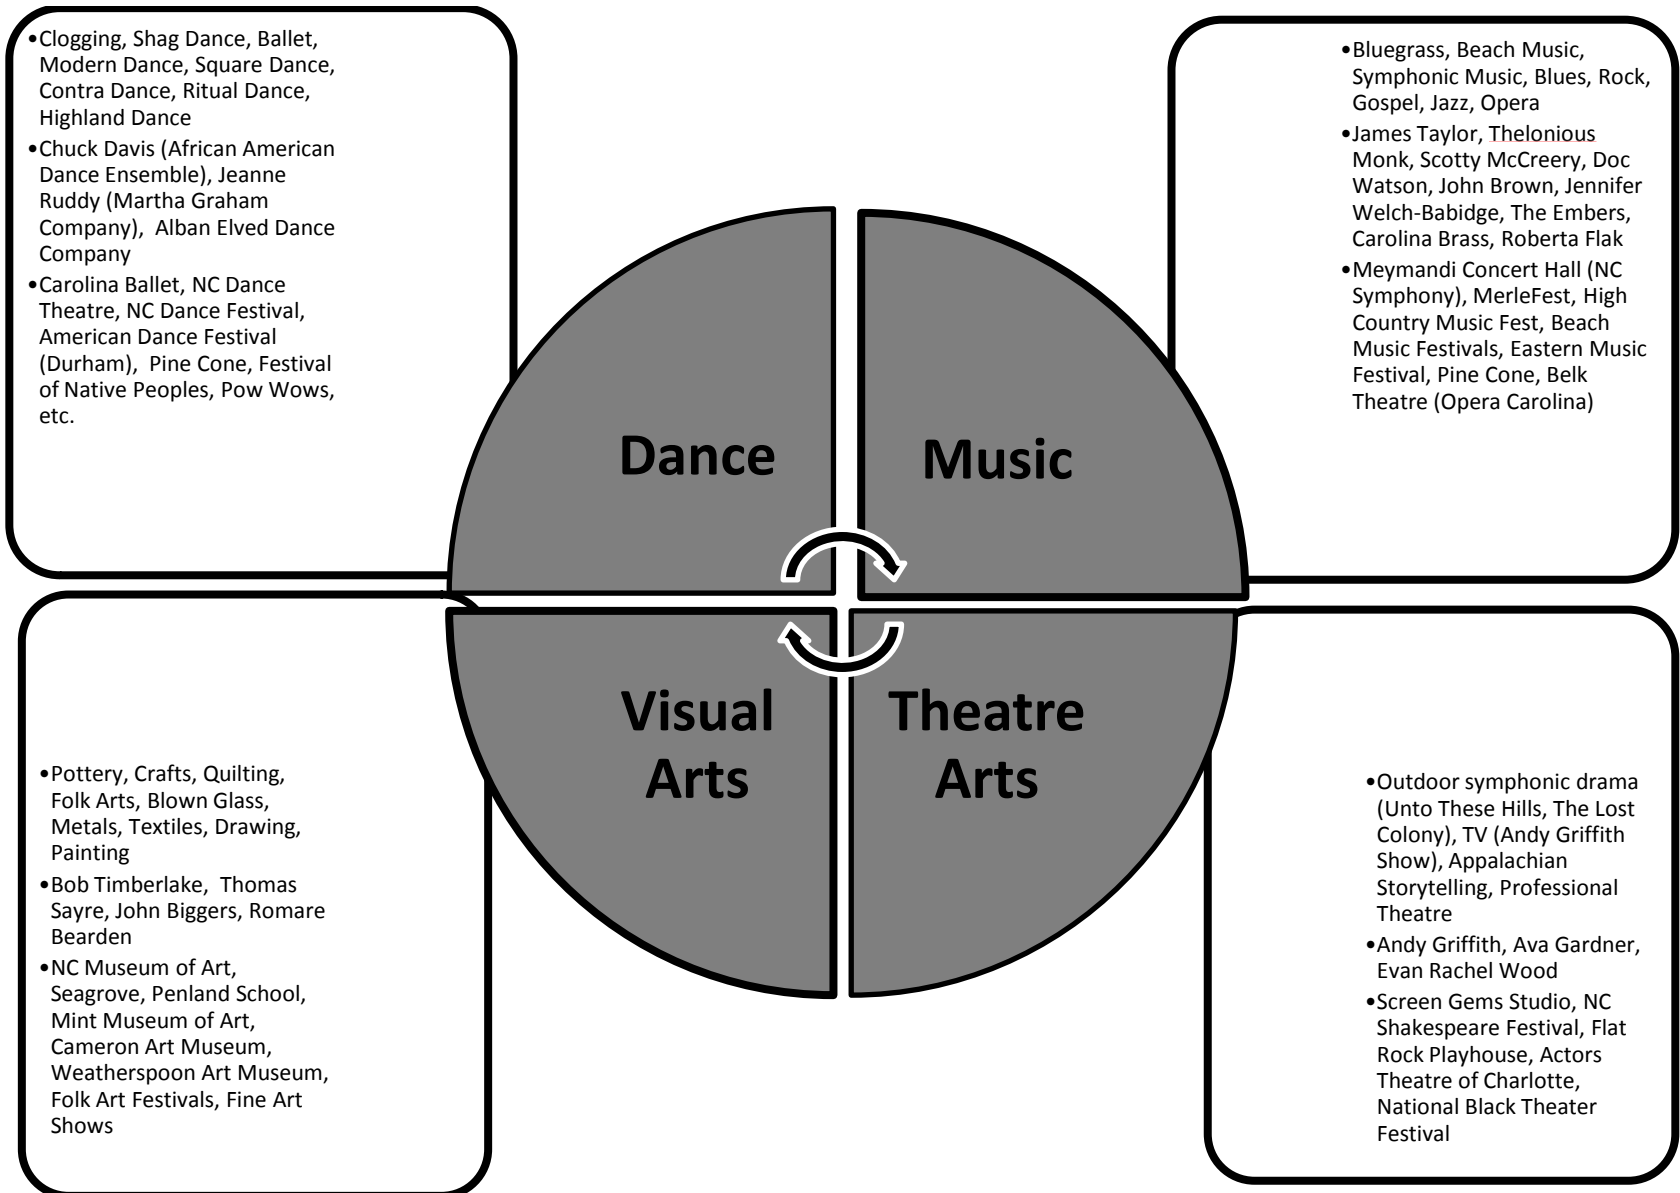 •Clogging, Shag Dance, Ballet,
Modern Dance, Square Dance,
Contra Dance, Ritual Dance,
Highland Dance
•Chuck Davis (African American
Dance Ensemble), Jeanne
Ruddy (Martha Graham
Company),  Alban Elved Dance
Company
•Carolina Ballet, NC Dance
Theatre, NC Dance Festival,
American Dance Festival
(Durham),  Pine Cone, Festival
of Native Peoples, Pow Wows,
etc.
•Bluegrass, Beach Music,
Symphonic Music, Blues, Rock,
Gospel, Jazz, Opera
•James Taylor, Thelonious
Monk, Scotty McCreery, Doc
Watson, John Brown, Jennifer
Welch-Babidge, The Embers,
Carolina Brass, Roberta Flak
•Meymandi Concert Hall (NC
Symphony), MerleFest, High
Country Music Fest, Beach
Music Festivals, Eastern Music
Festival, Pine Cone, Belk
Theatre (Opera Carolina)
Dance
Music
Visual
Arts
Theatre
Arts
•Pottery, Crafts, Quilting,
Folk Arts, Blown Glass,
Metals, Textiles, Drawing,
Painting
•Bob Timberlake,  Thomas
Sayre, John Biggers, Romare
Bearden
•NC Museum of Art,
Seagrove, Penland School,
Mint Museum of Art,
Cameron Art Museum,
Weatherspoon Art Museum,
Folk Art Festivals, Fine Art
Shows
•Outdoor symphonic drama
(Unto These Hills, The Lost
Colony), TV (Andy Griffith
Show), Appalachian
Storytelling, Professional
Theatre
•Andy Griffith, Ava Gardner,
Evan Rachel Wood
•Screen Gems Studio, NC
Shakespeare Festival, Flat
Rock Playhouse, Actors
Theatre of Charlotte,
National Black Theater
Festival